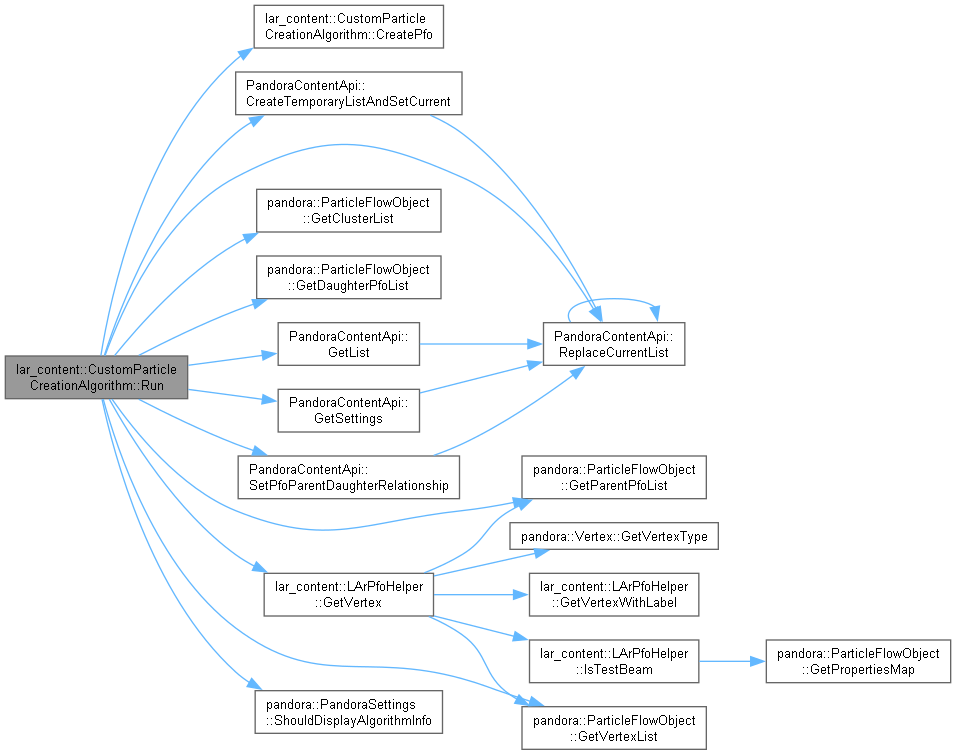 lar_content::CustomParticle
CreationAlgorithm::Run
lar_content::CustomParticle
CreationAlgorithm::CreatePfo
PandoraContentApi::
CreateTemporaryListAndSetCurrent
pandora::ParticleFlowObject
::GetClusterList
pandora::ParticleFlowObject
::GetDaughterPfoList
PandoraContentApi::
GetList
PandoraContentApi::
GetSettings
PandoraContentApi::
SetPfoParentDaughterRelationship
lar_content::LArPfoHelper
::GetVertex
pandora::PandoraSettings
::ShouldDisplayAlgorithmInfo
PandoraContentApi::
ReplaceCurrentList
pandora::ParticleFlowObject
::GetParentPfoList
pandora::Vertex::GetVertexType
lar_content::LArPfoHelper
::GetVertexWithLabel
lar_content::LArPfoHelper
::IsTestBeam
pandora::ParticleFlowObject
::GetVertexList
pandora::ParticleFlowObject
::GetPropertiesMap